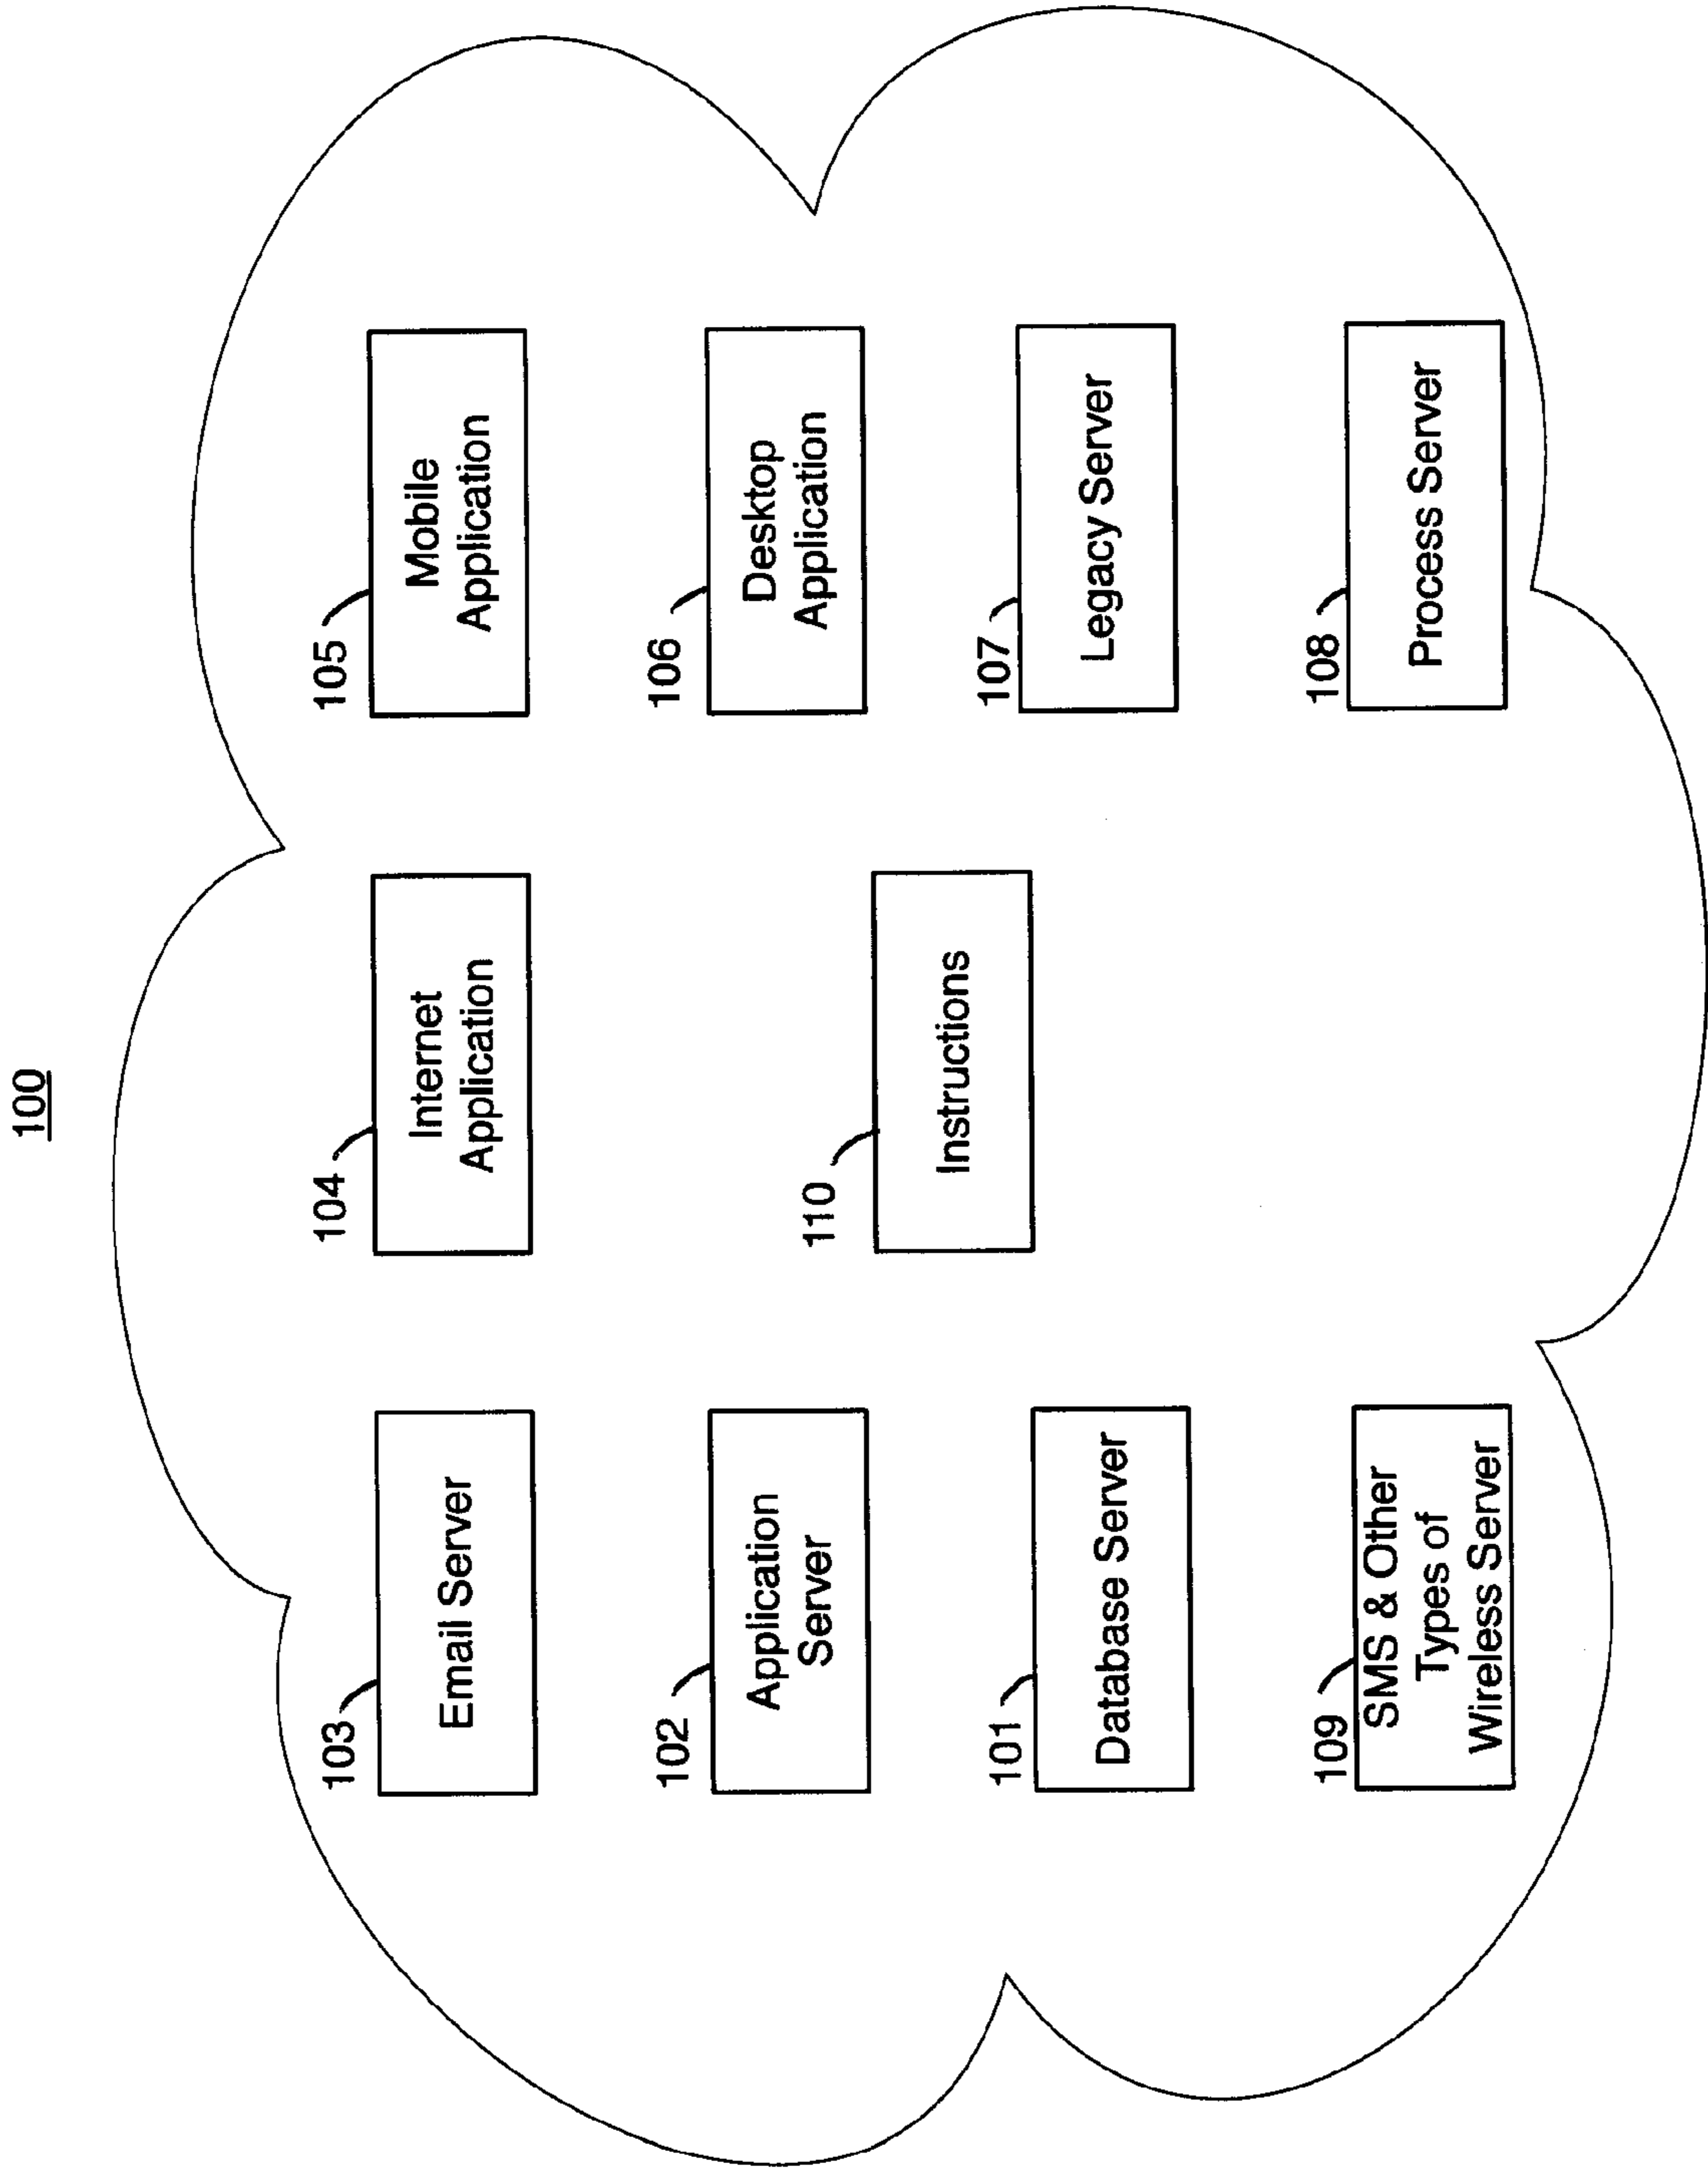 100
103
Email Server
104
Internet
Application
105
Mobile
Application
102
Application
Server
106
Desktop
Application
110
Instructions
101
Database Server
107
Legacy Server
109
SMS & Other
Types of
Wireless Server
108
Process Server